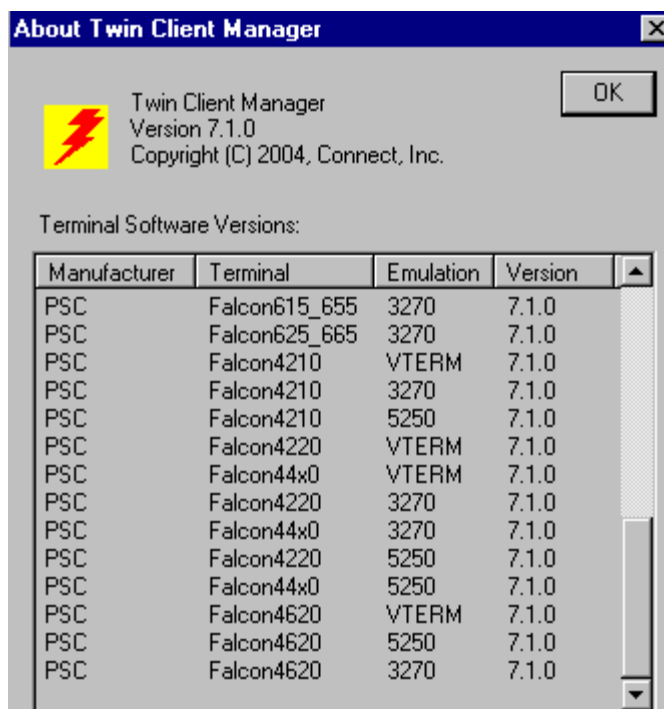 About Twin Client Manager
OK
Twin Client Manager
Version 7.1.0
Copyright (C) 2004, Connect, Inc.
Terminal Software Versions:
Manufacturer Terminal Emulation Version
PSC Falcon615_655 3270 7.1.0
PSC Falcon625_665 3270 7.1.0
PSC Falcon4210 VTERM 7.1.0
PSC Falcon4210 3270 7.1.0
PSC Falcon4210 5250 7.1.0
PSC Falcon4220 VTERM 7.1.0
PSC Falcon44x0 VTERM 7.1.0
PSC Falcon4220 3270 7.1.0
PSC Falcon44x0 3270 7.1.0
PSC Falcon4220 5250 7.1.0
PSC Falcon44x0 5250 7.1.0
PSC Falcon4620 VTERM 7.1.0
PSC Falcon4620 5250 7.1.0
PSC Falcon4620 3270 7.1.0